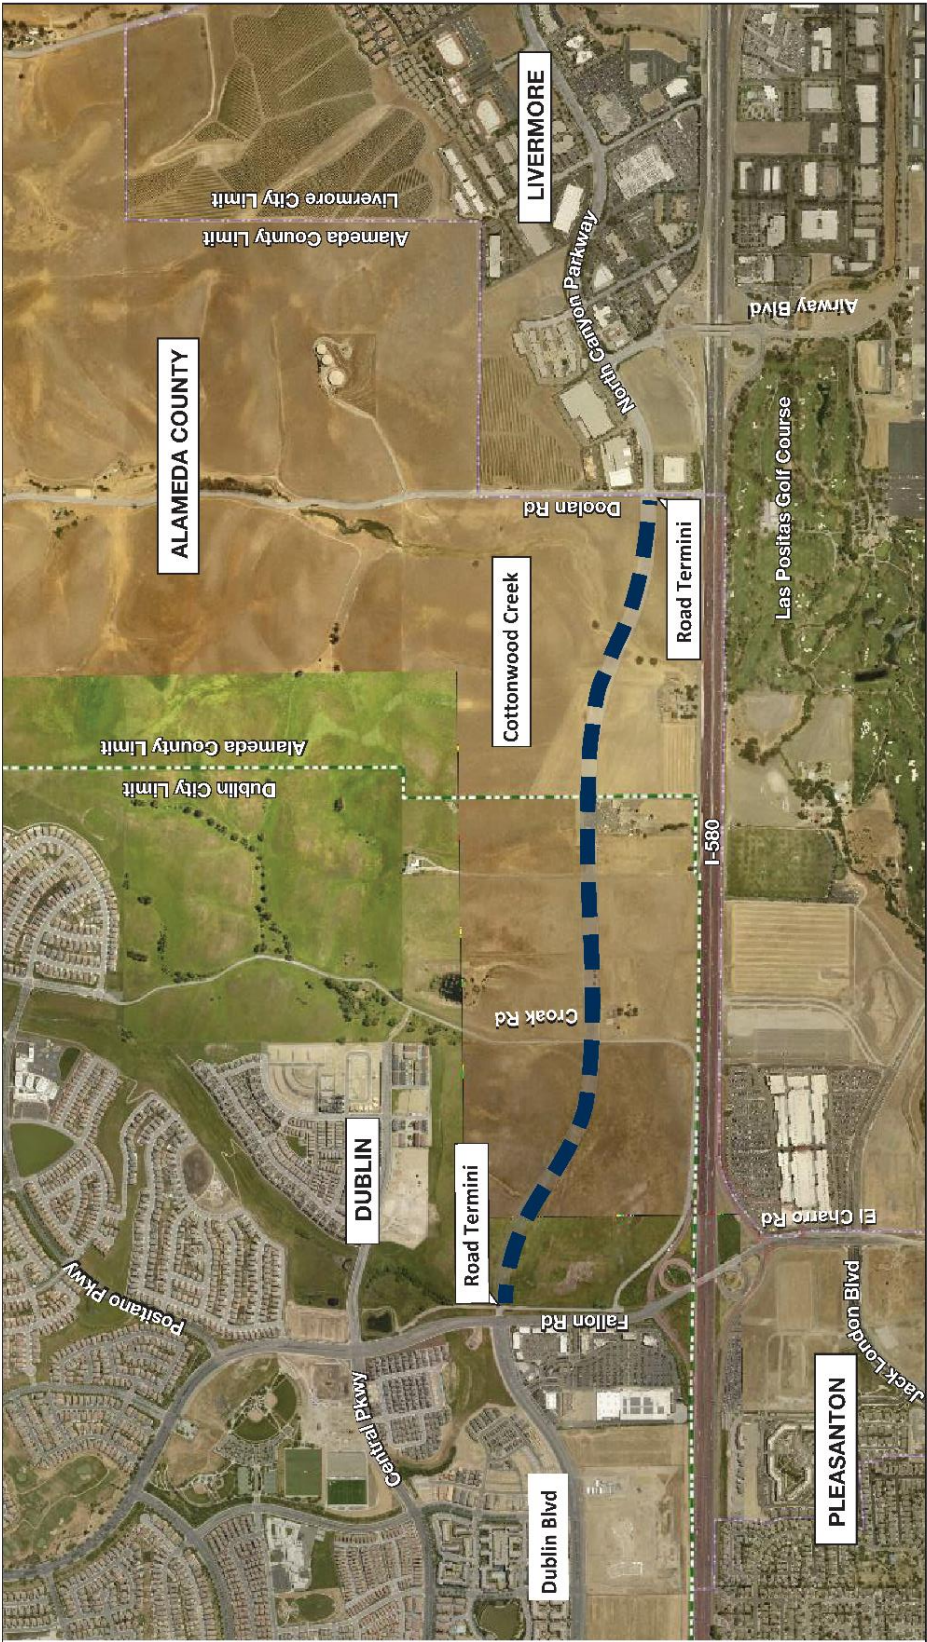 Livermore City Limit
Alameda County Limit
LIVERMORE
North Canyon Parkway
Airway Blvd
ALAMEDA COUNTY
Doolan Rd
Road Termini
Las Positas Golf Course
Cottonwood Creek
Alameda County Limit
Dublin City Limit
I-580
Croak Rd
DUBLIN
Road Termini
El Charro Rd
Positano Pkwy
Fallon Rd
Jack London Blvd
Central Pkwy
Dublin Blvd
PLEASANTON